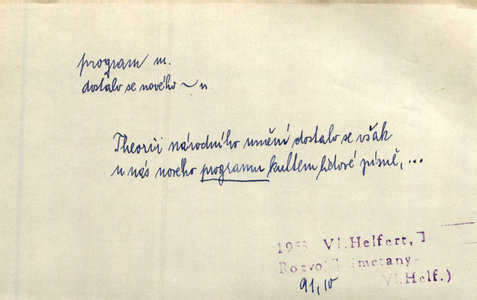 program m.
dostalo se nového ~ u
Theorii národního umění dostalo se však
u nás nového programu kultem lidové písně, ...
1953 Vl. Helfert,
Rozvoj Smetany
Vl. Helf.)
91, 10